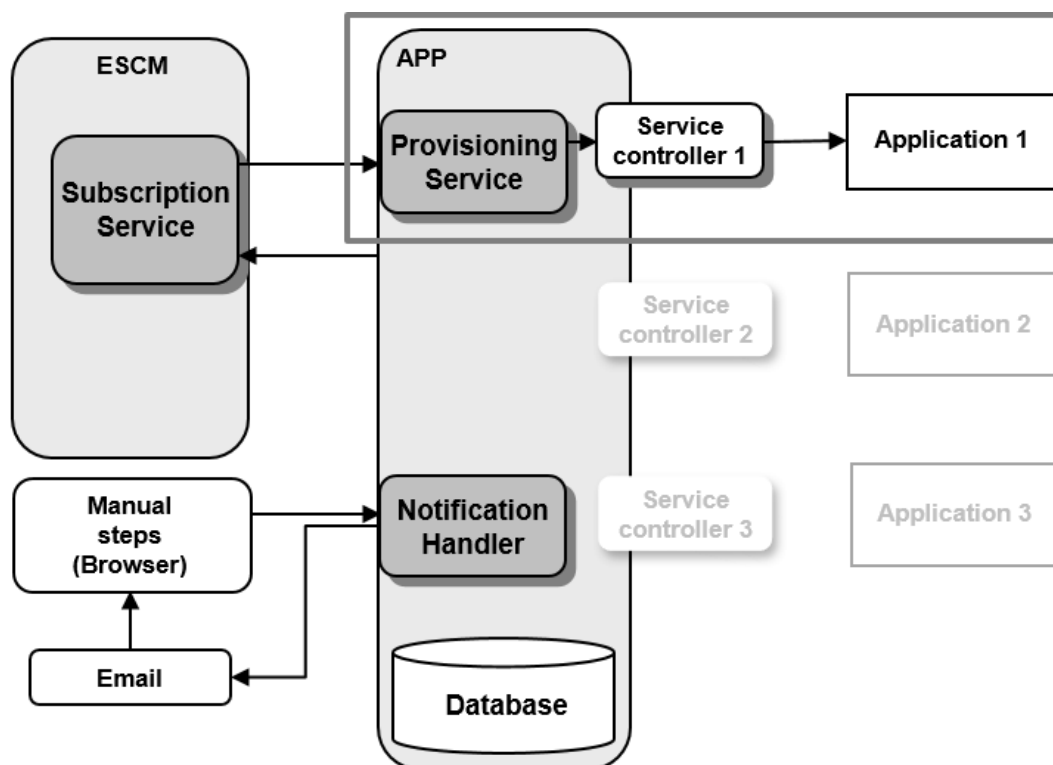 ESCM
APP
Subscription
Service
Provisioning
Service
Service
controller 1
Application 1
Service
controller 2
Application 2
Manual
steps
(Browser)
Notification
Handler
Service
controller 3
Application 3
Email
Database